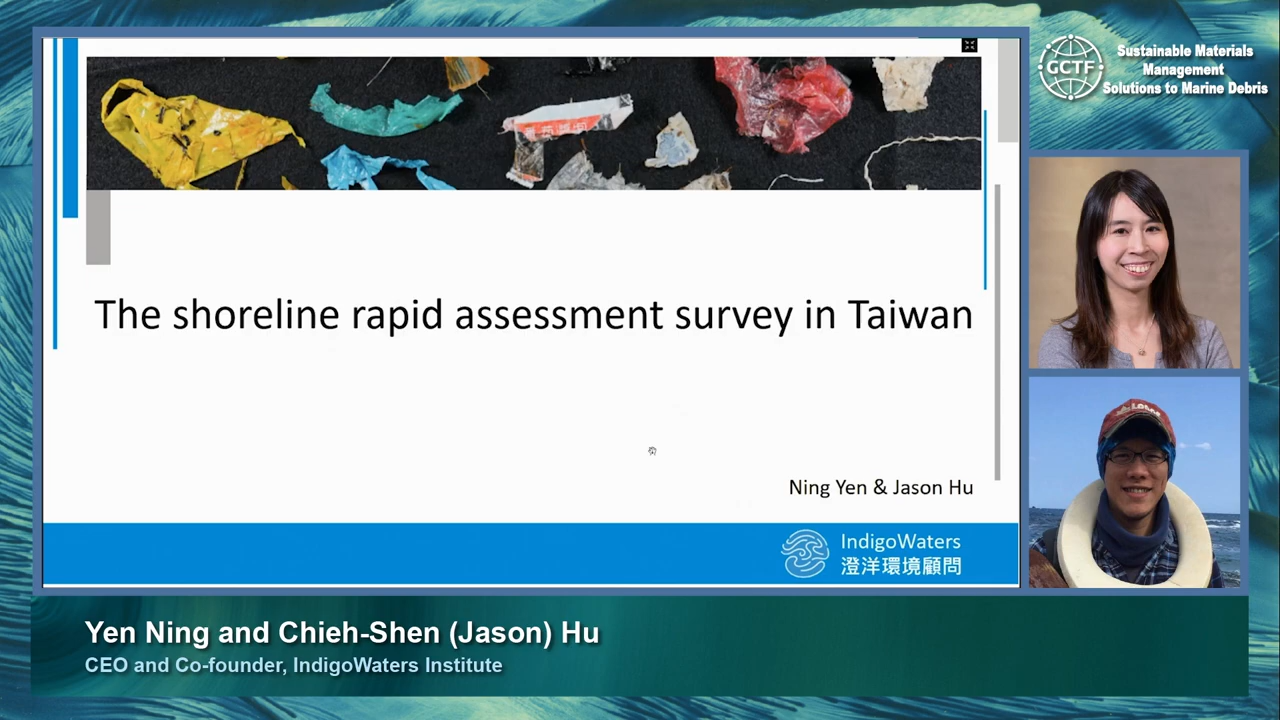 GCTF
Sustainable Materials
Management
Solutions to Marine Debris
The shoreline rapid assessment survey in Taiwan
Ning Yen & Jason Hu
IndigoWaters
澄洋環境顧問
Yen Ning and Chieh-Shen (Jason) Hu
CEO and Co-founder, IndigoWaters Institute